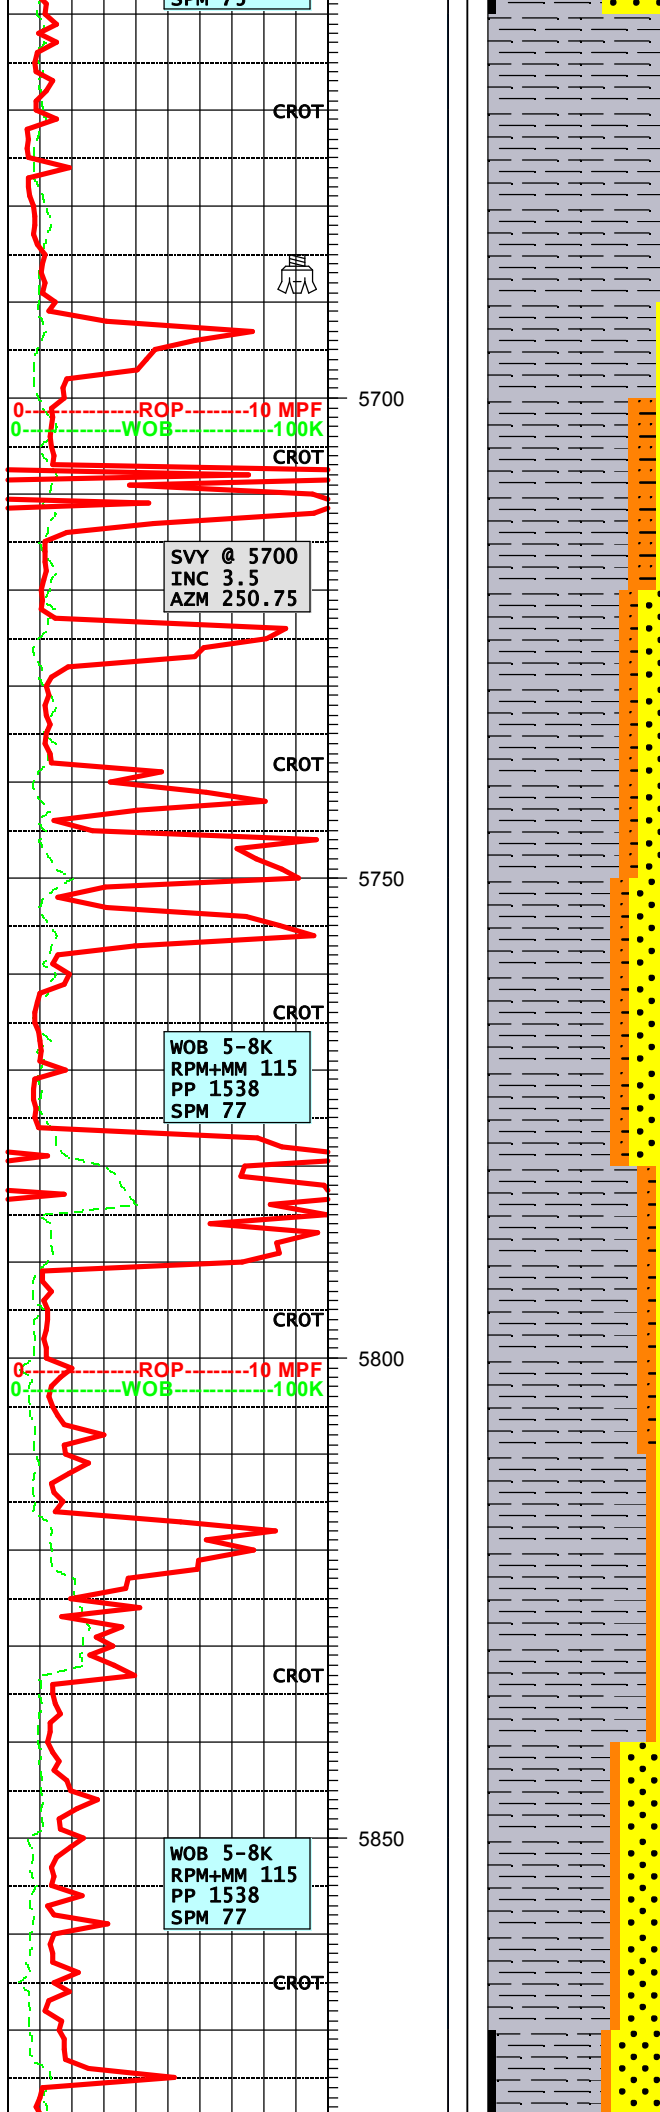 SPM 75
CROT
5700
0-----------------ROP---------10 MPF
0---------------WOB---------------100K
CROT
SVY @ 5700
INC 3.5
AZM 250.75
CROT
5750
CROT
WOB 5-8K
RPM+MM 115
PP 1538
SPM 77
CROT
5800
0-----------------ROP---------10 MPF
0---------------WOB---------------100K
CROT
5850
WOB 5-8K
RPM+MM 115
PP 1538
SPM 77
CROT